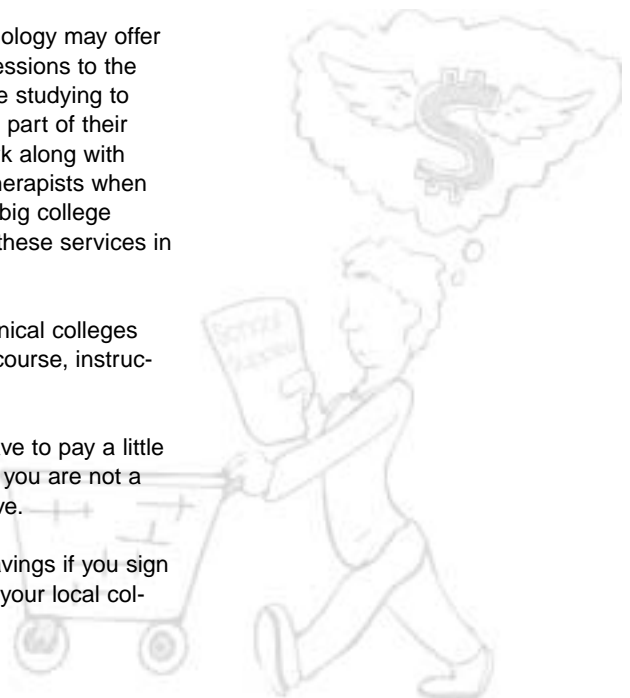 ology may offer
essions to the
e studying to
part of their
k along with
herapists when
big college
these services in
nical colleges
course, instruc-
ve to pay a little
you are not a
ve.
avings if you sign
your local col-
School
$